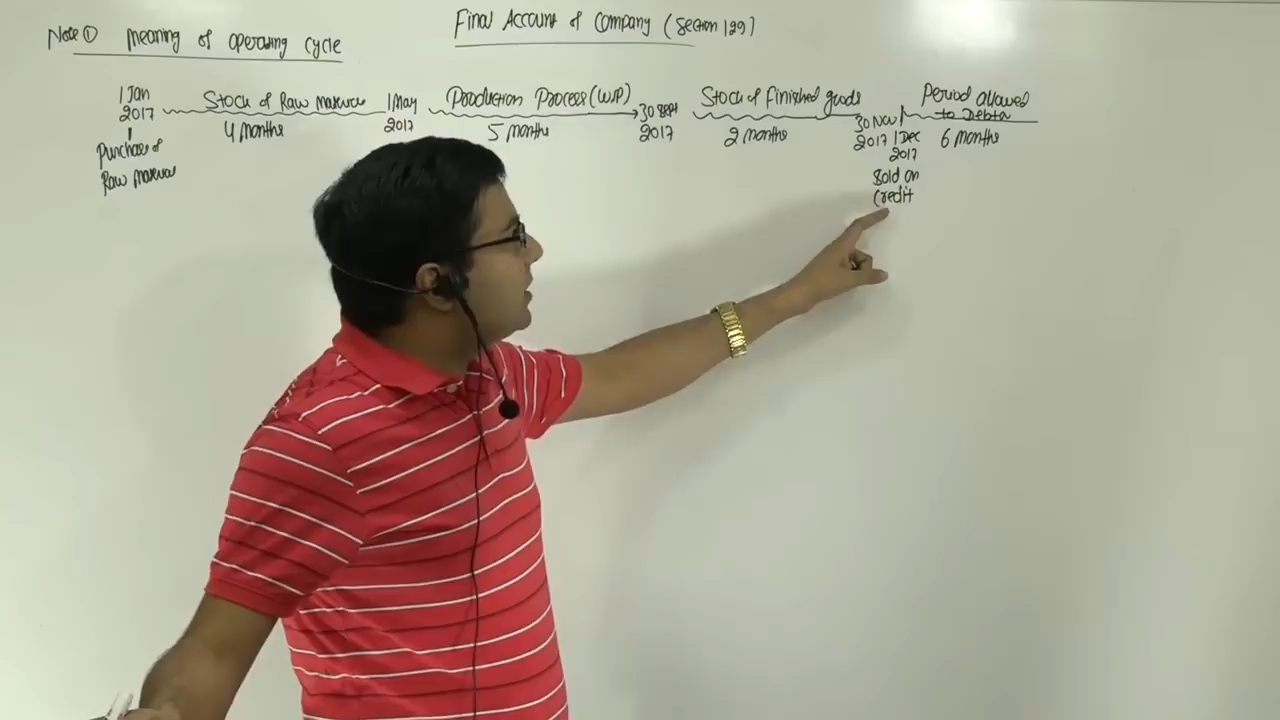 Final Account of Company (Section 129)
Note ① Meaning of Operating Cycle
1 Jan 2017
Stock of Raw Material
4 months
1 May 2017
Production Process (WIP)
5 months
30 Sept 2017
Stock of Finished goods
2 months
30 Nov 2017
1 Dec 2017
Period allowed to Debtor
6 months
Purchase of
Raw Material
Sold on
Credit